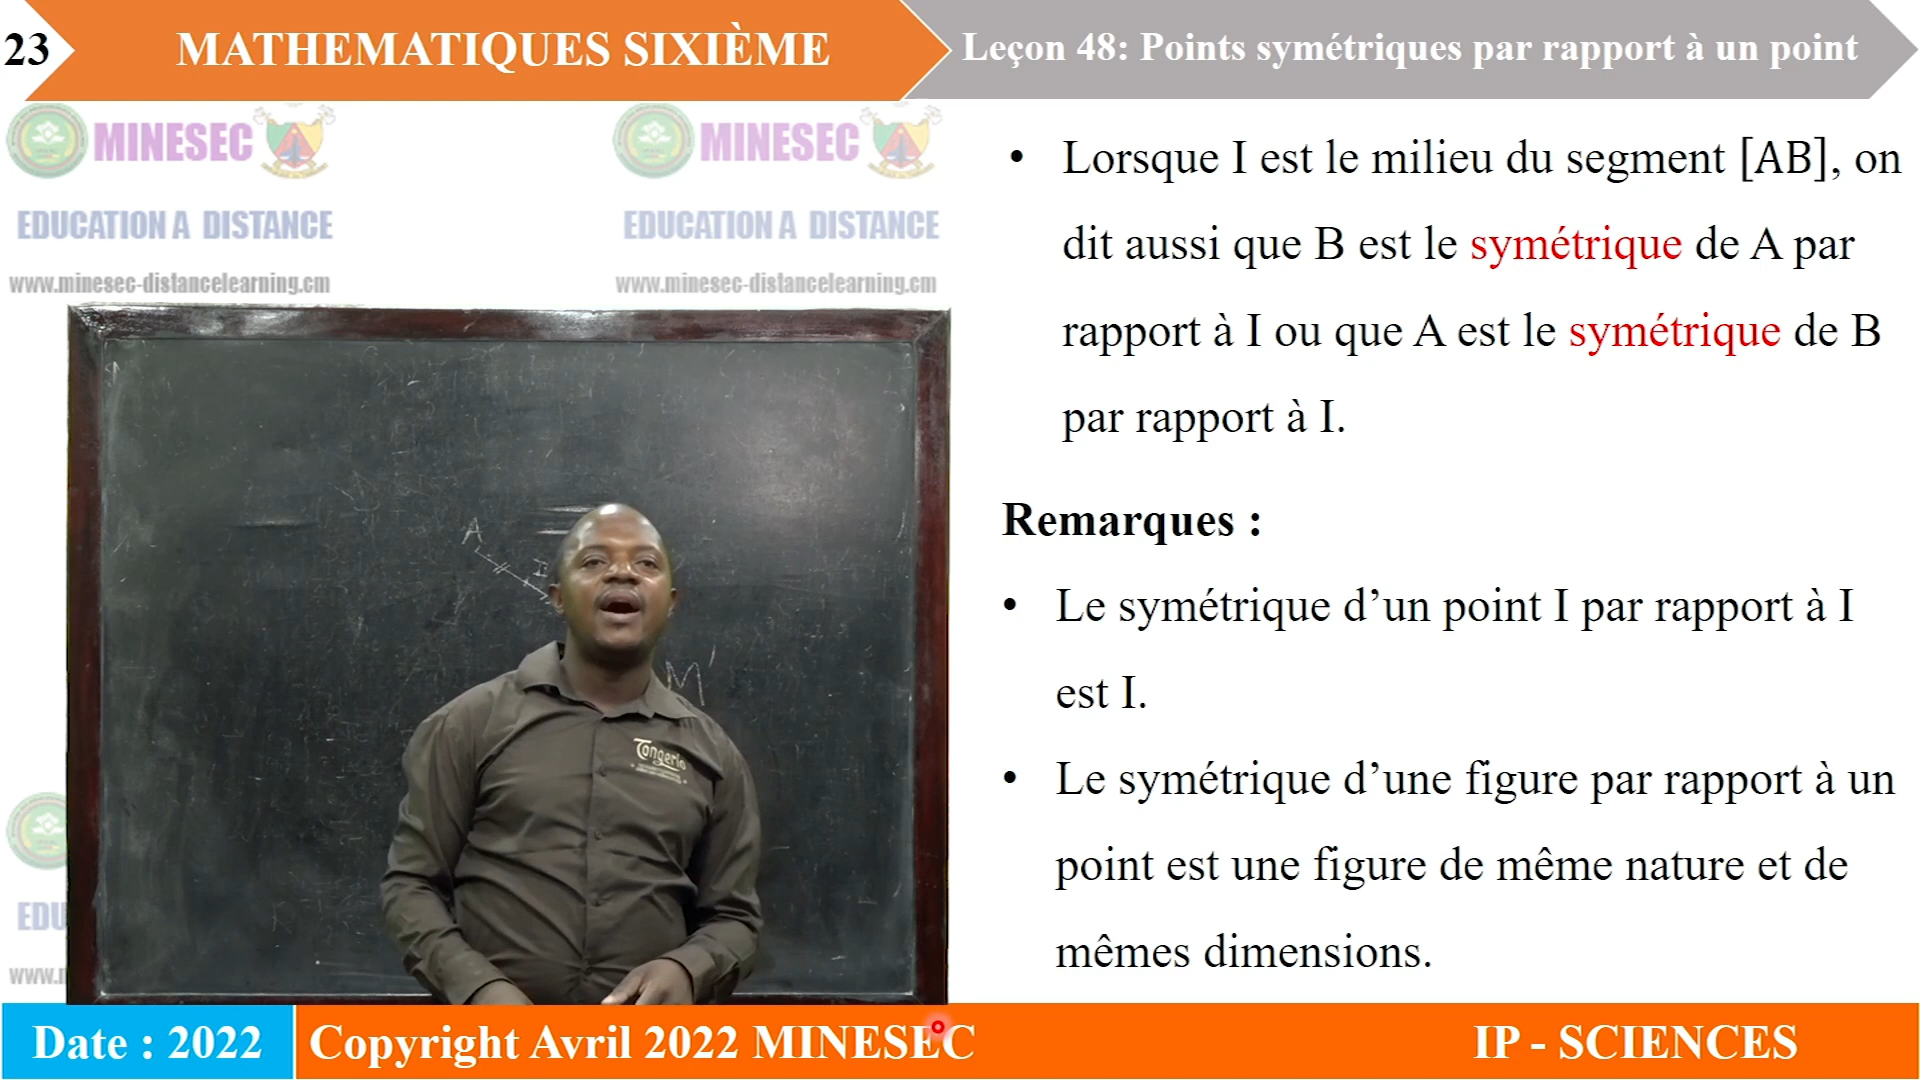 23
MATHEMATIQUES SIXIÈME
Leçon 48: Points symétriques par rapport à un point
MINESEC
MINESEC
EDUCATION A DISTANCE
EDUCATION A DISTANCE
www.minesec-distancelearning.cm
www.minesec-distancelearning.cm
• Lorsque I est le milieu du segment [AB], on
dit aussi que B est le symétrique de A par
rapport à I ou que A est le symétrique de B
par rapport à I.
Remarques :
• Le symétrique d’un point I par rapport à I
est I.
• Le symétrique d’une figure par rapport à un
point est une figure de même nature et de
mêmes dimensions.
A
M'
Tongerlo
EDU
www.
Date : 2022
Copyright Avril 2022 MINESEC
IP - SCIENCES